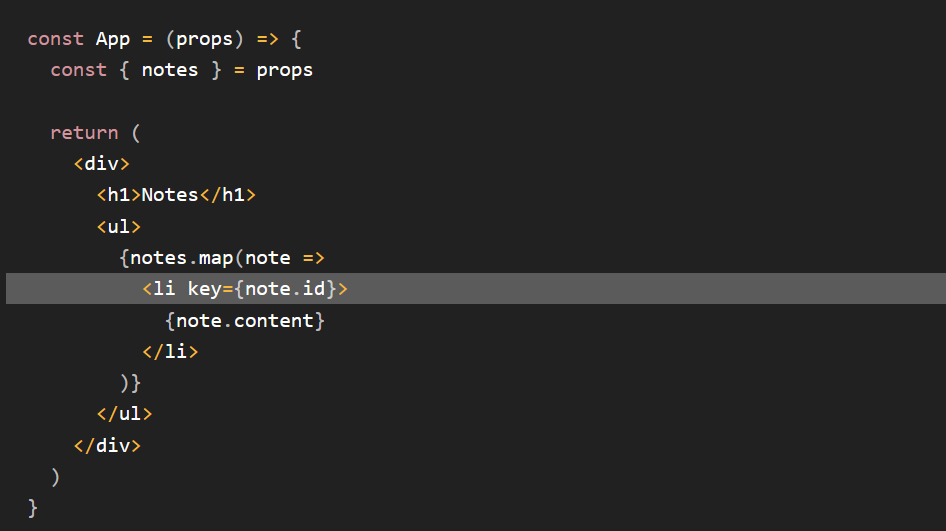 const App = (props) => {
  const { notes } = props

  return (
    <div>
      <h1>Notes</h1>
      <ul>
        {notes.map(note =>
          <li key={note.id}>
            {note.content}
          </li>
        )}
      </ul>
    </div>
  )
}